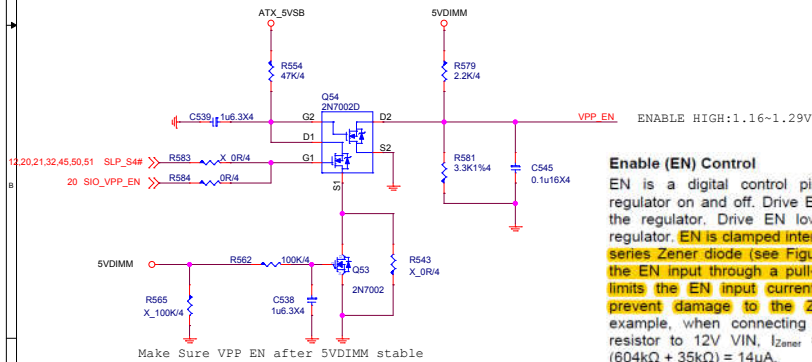 ATX_5VSB
5VDIMM
R554
47K/4
R579
2.2K/4
Q54
2N7002D
C539
1u6.3X4
G2
D2
VPP_EN
ENABLE HIGH:1.16~1.29V
D1
S2
12,20,21,32,45,50,51 SLP_S4#
R583
X_0R/4
G1
20 SIO_VPP_EN
R584
0R/4
S1
R581
3.3K1%4
C545
0.1u16X4
B
Enable (EN) Control
EN is a digital control pi
regulator on and off. Drive E
the regulator. Drive EN lov
regulator. EN is clamped inter
series Zener diode (see Figu
the EN input through a pull-
limits the EN input current
prevent damage to the Z
example, when connecting
resistor to 12V VIN, IZener
(604kΩ + 35kΩ) = 14uA.
5VDIMM
R562
100K/4
Q53
2N7002
R543
X_0R/4
R565
X_100K/4
C538
1u6.3X4
Make Sure VPP EN after 5VDIMM stable